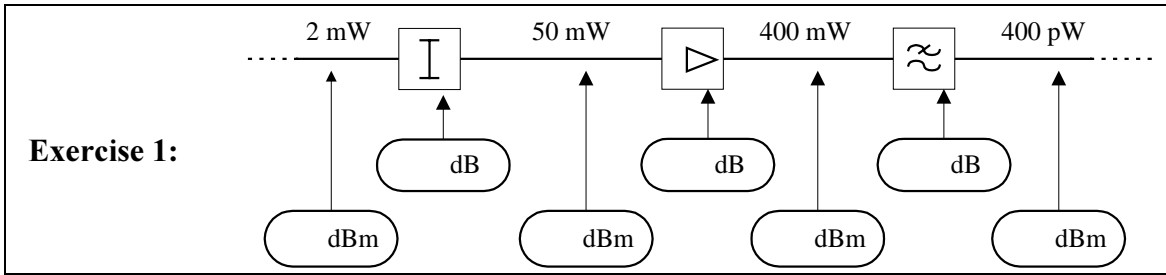 2 mW 50 mW 400 mW 400 pW
Exercise 1:
dB dB dB
dBm dBm dBm dBm